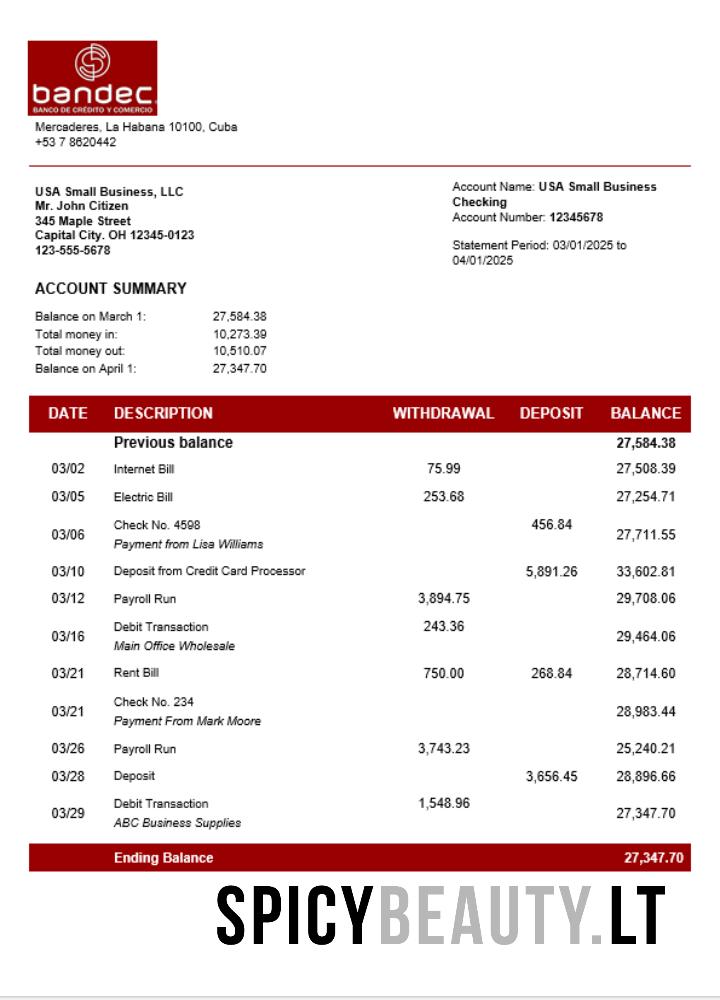 bandec
BANCO DE CRÉDITO Y COMERCIO
Mercaderes, La Habana 10100, Cuba
+53 7 8620442
USA Small Business, LLC
Mr. John Citizen
345 Maple Street
Capital City. OH 12345-0123
123-555-5678
Account Name: USA Small Business
Checking
Account Number: 12345678
Statement Period: 03/01/2025 to
04/01/2025
ACCOUNT SUMMARY
Balance on March 1: 27,584.38
Total money in: 10,273.39
Total money out: 10,510.07
Balance on April 1: 27,347.70
DATE DESCRIPTION WITHDRAWAL DEPOSIT BALANCE
Previous balance 27,584.38
03/02 Internet Bill 75.99 27,508.39
03/05 Electric Bill 253.68 27,254.71
03/06 Check No. 4598 456.84 27,711.55
Payment from Lisa Williams
03/10 Deposit from Credit Card Processor 5,891.26 33,602.81
03/12 Payroll Run 3,894.75 29,708.06
03/16 Debit Transaction 243.36 29,464.06
Main Office Wholesale
03/21 Rent Bill 750.00 268.84 28,714.60
03/21 Check No. 234 28,983.44
Payment From Mark Moore
03/26 Payroll Run 3,743.23 25,240.21
03/28 Deposit 3,656.45 28,896.66
03/29 Debit Transaction 1,548.96 27,347.70
ABC Business Supplies
Ending Balance 27,347.70
SPICYBEAUTY.LT